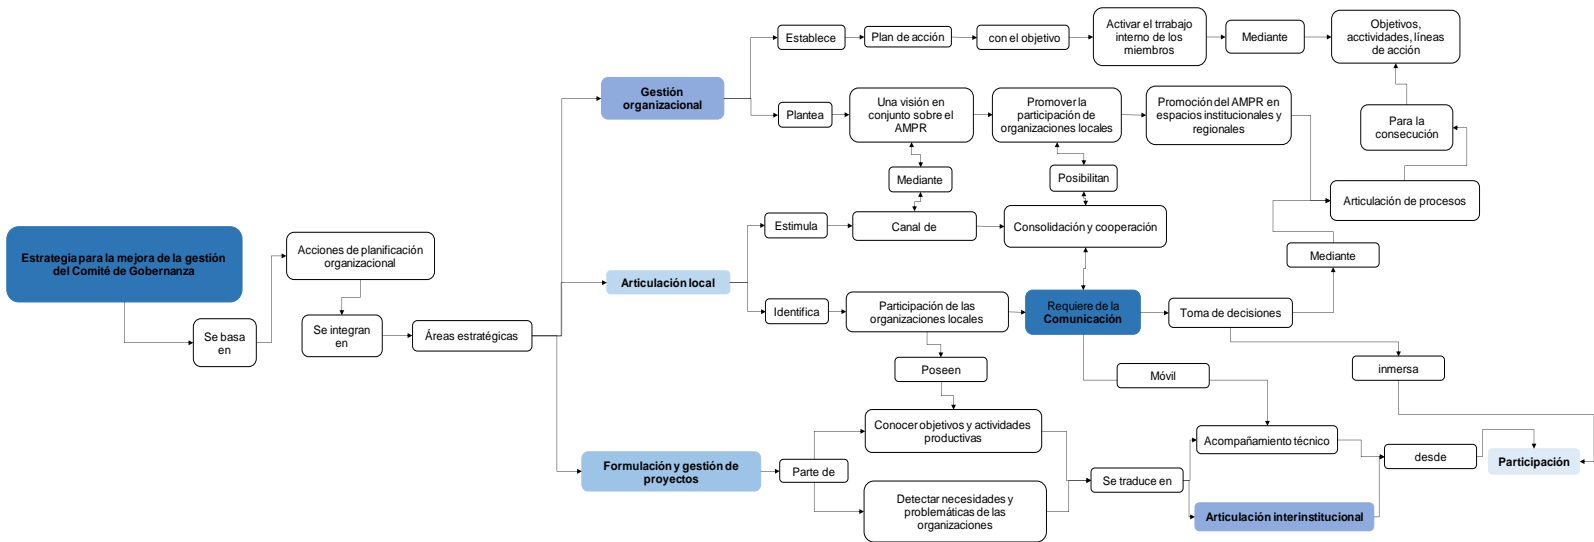 Estrategia para la mejora de la gestión
del Comité de Gobernanza
Se basa
en
Acciones de planificación
organizacional
Se integran
en
Áreas estratégicas
Gestión
organizacional
Establece
Plan de acción
con el objetivo
Activar el trrabajo
interno de los
miembros
Mediante
Objetivos,
acctividades, líneas
de acción
Plantea
Una visión en
conjunto sobre el
AMPR
Promover la
participación de
organizaciones locales
Promoción del AMPR en
espacios institucionales y
regionales
Para la
consecución
Mediante
Posibilitan
Articulación de procesos
Articulación local
Estimula
Canal de
Consolidación y cooperación
Mediante
Identifica
Participación de las
organizaciones locales
Requiere de la
Comunicación
Toma de decisiones
Poseen
Móvil
inmersa
Formulación y gestión de
proyectos
Parte de
Conocer objetivos y actividades
productivas
Detectar necesidades y
problemáticas de las
organizaciones
Se traduce en
Acompañamiento técnico
Articulación interinstitucional
desde
Participación